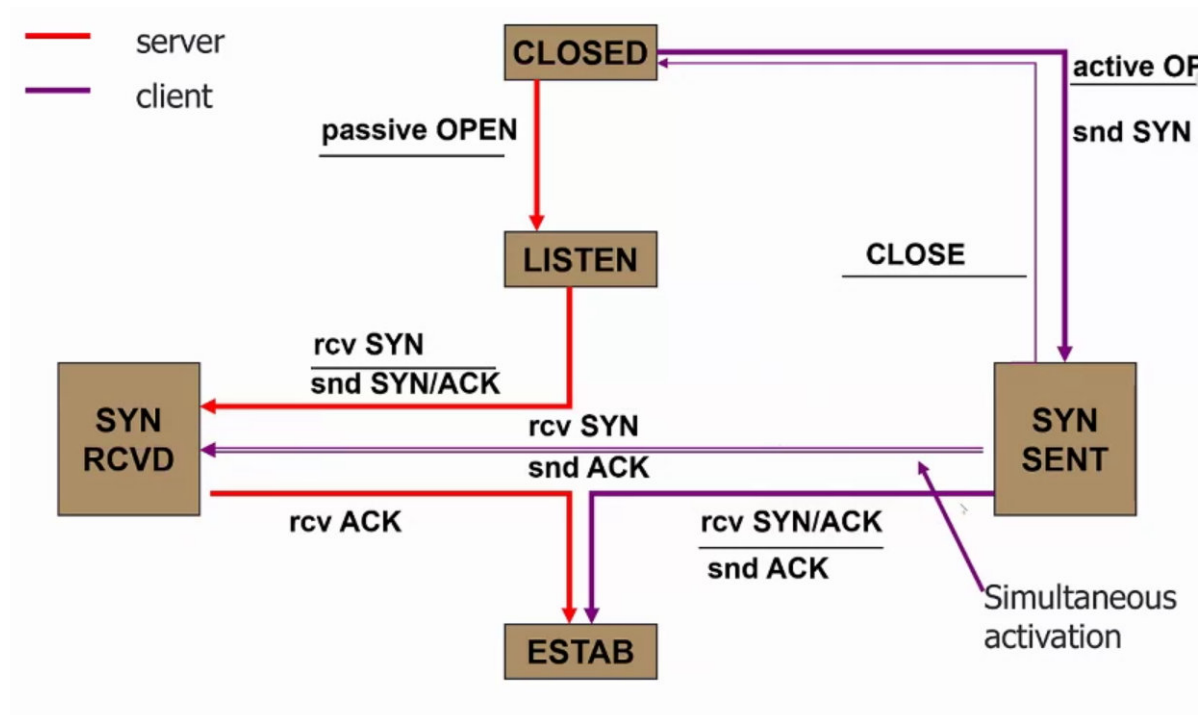 server
client
CLOSED
active
passive OPEN
snd SYN
LISTEN
CLOSE
rcv SYN
snd SYN/ACK
SYN
RCVD
rcv SYN
snd ACK
SYN
SENT
rcv ACK
rcv SYN/ACK
snd ACK
Simultaneous
activation
ESTAB